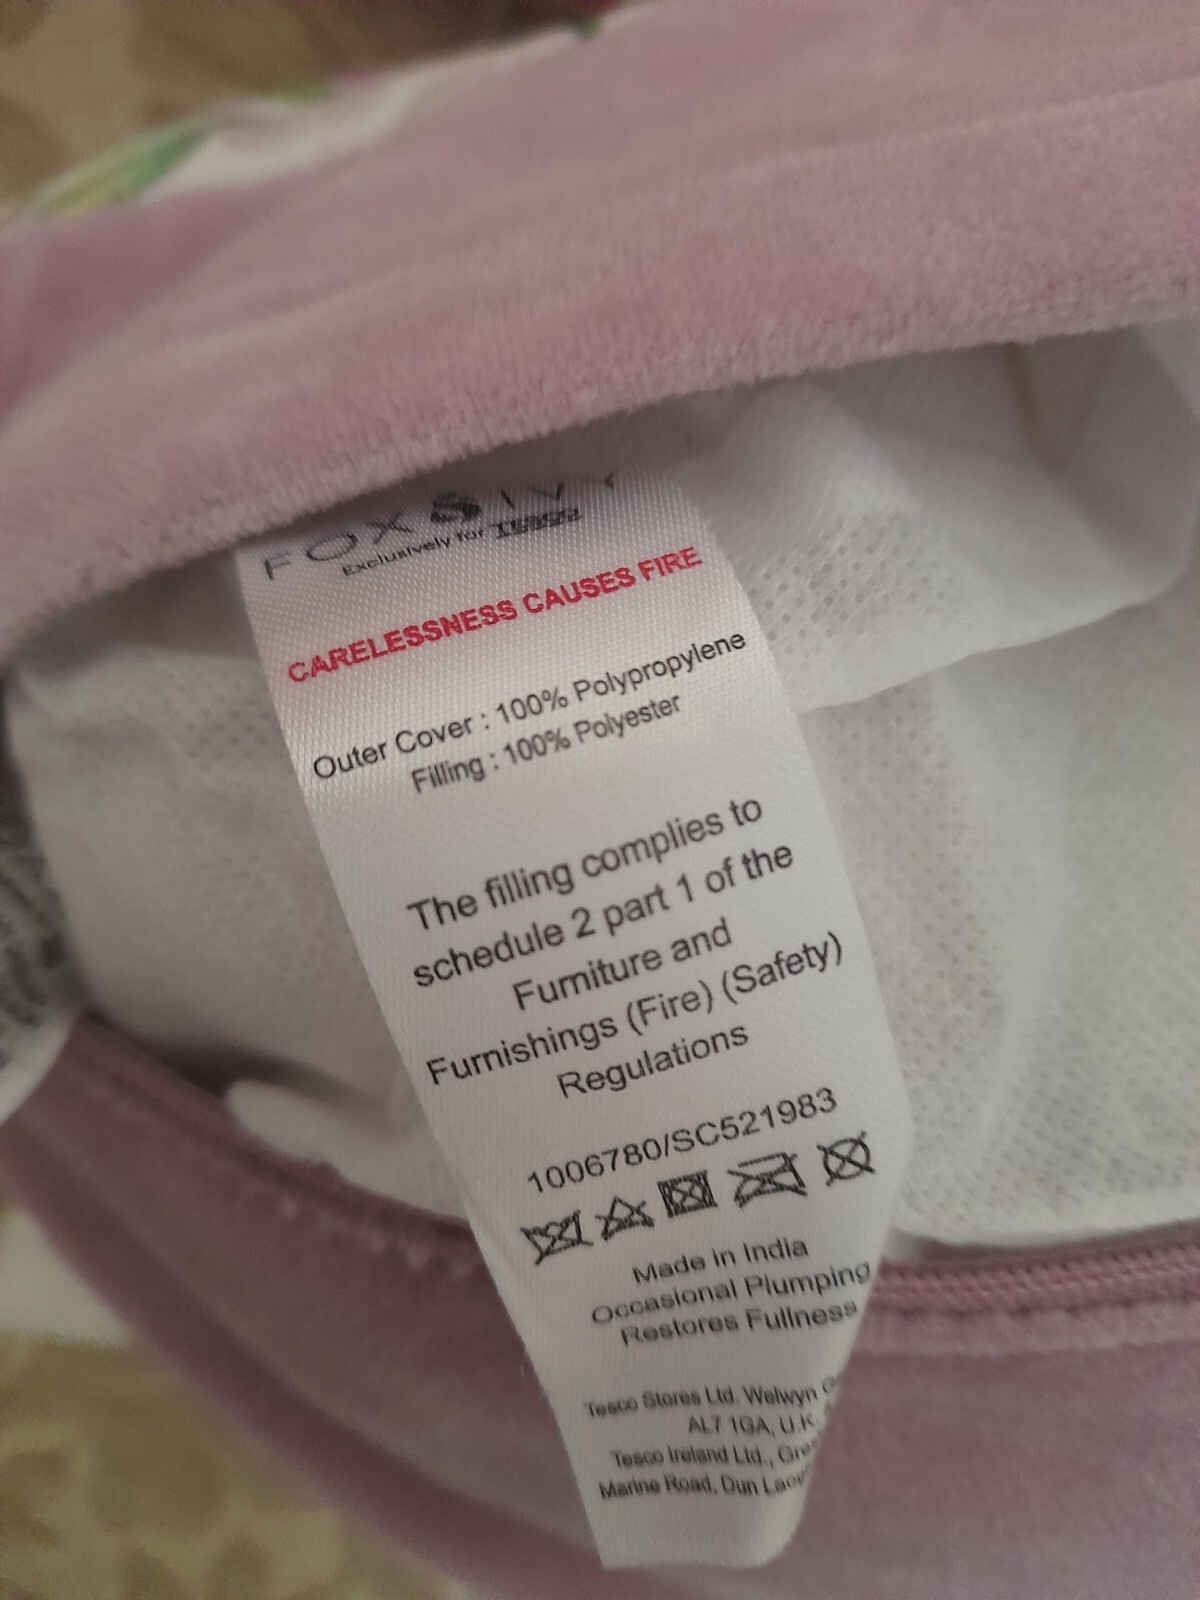 FOX & IVY
Exclusively for TESCO
CARELESSNESS CAUSES FIRE
Outer Cover : 100% Polypropylene
Filling : 100% Polyester
The filling complies to
schedule 2 part 1 of the
Furniture and
Furnishings (Fire) (Safety)
Regulations
1006780/SC521983
Made in India
Occasional Plumping
Restores Fullness
Tesco Stores Ltd. Welwyn
AL7 1GA, U.K.
Tesco Ireland Ltd.,
Marine Road, Dun